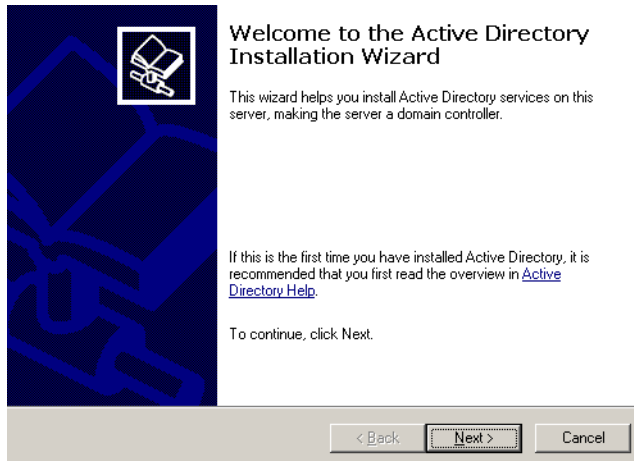 Welcome to the Active Directory
Installation Wizard
This wizard helps you install Active Directory services on this
server, making the server a domain controller.
If this is the first time you have installed Active Directory, it is
recommended that you first read the overview in Active
Directory Help.
To continue, click Next.
< Back
Next >
Cancel